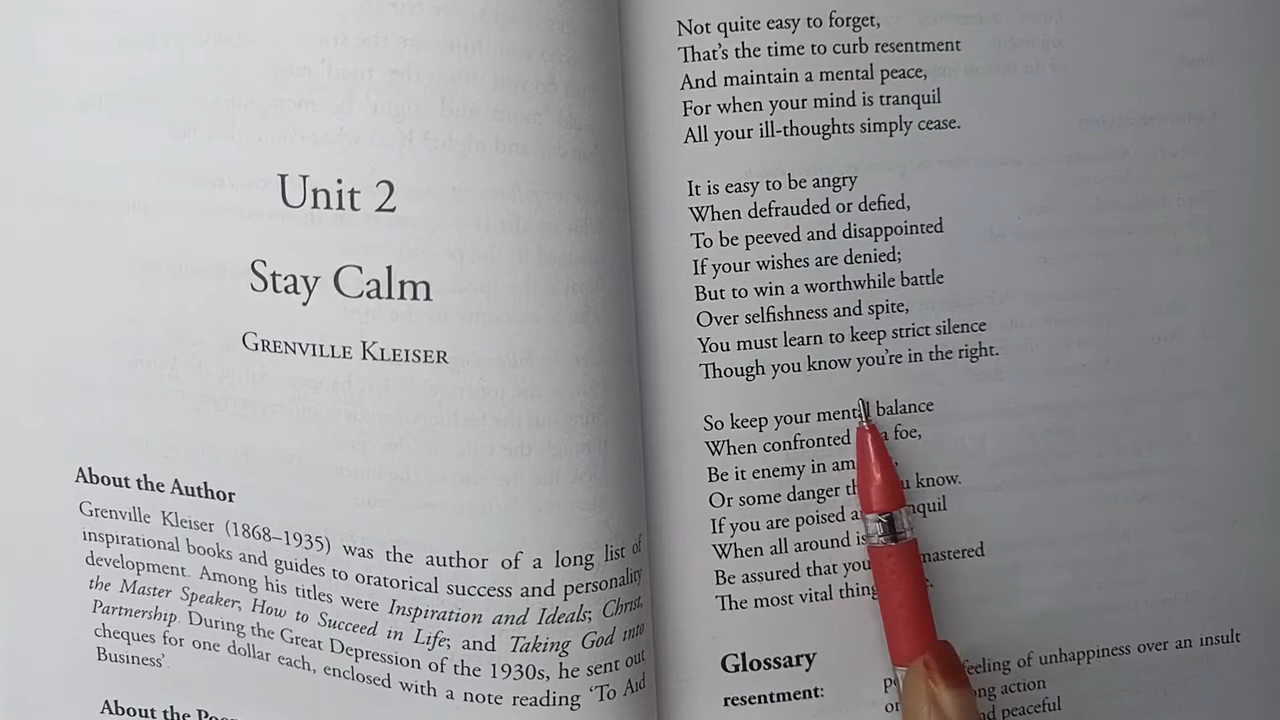 Unit 2
Stay Calm
GRENVILLE KLEISER
About the Author
Grenville Kleiser (1868–1935) was the author of a long list of
inspirational books and guides to oratorical success and personality
development. Among his titles were Inspiration and Ideals; Christ,
the Master Speaker; How to Succeed in Life; and Taking God into
Partnership. During the Great Depression of the 1930s, he sent out
cheques for one dollar each, enclosed with a note reading ‘To Aid
Business’.
About the
Not quite easy to forget,
That’s the time to curb resentment
And maintain a mental peace,
For when your mind is tranquil
All your ill-thoughts simply cease.
It is easy to be angry
When defrauded or defied,
To be peeved and disappointed
If your wishes are denied;
But to win a worthwhile battle
Over selfishness and spite,
You must learn to keep strict silence
Though you know you’re in the right.
So keep your mental balance
When confronted a foe,
Be it enemy in
Or some danger know.
If you are poised
When all around is
Be assured that you mastered
The most vital thing
Glossary
resentment: feeling of unhappiness over an insult
or action
peaceful